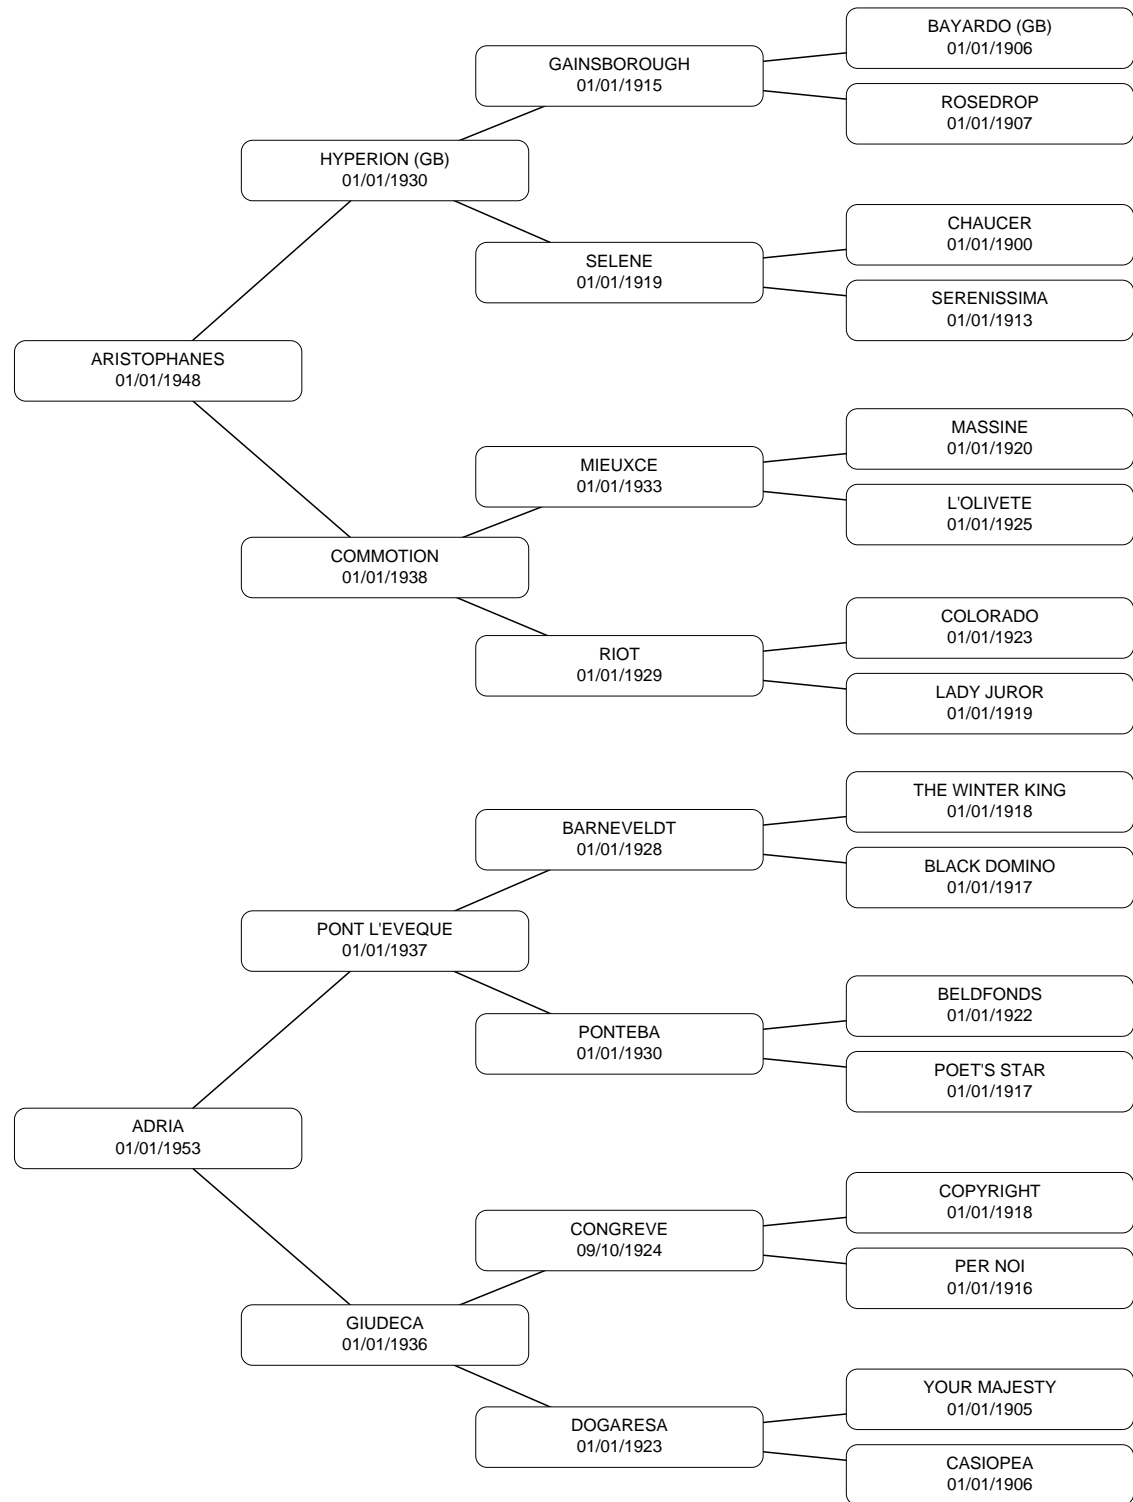 BAYARDO (GB)
01/01/1906
GAINSBOROUGH
01/01/1915
ROSEDROP
01/01/1907
HYPERION (GB)
01/01/1930
CHAUCER
01/01/1900
SELENE
01/01/1919
SERENISSIMA
01/01/1913
ARISTOPHANES
01/01/1948
MASSINE
01/01/1920
MIEUXCE
01/01/1933
L'OLIVETE
01/01/1925
COMMOTION
01/01/1938
COLORADO
01/01/1923
RIOT
01/01/1929
LADY JUROR
01/01/1919
THE WINTER KING
01/01/1918
BARNEVELDT
01/01/1928
BLACK DOMINO
01/01/1917
PONT L'EVEQUE
01/01/1937
BELDFONDS
01/01/1922
PONTEBA
01/01/1930
POET'S STAR
01/01/1917
ADRIA
01/01/1953
COPYRIGHT
01/01/1918
CONGREVE
09/10/1924
PER NOI
01/01/1916
GIUDECA
01/01/1936
YOUR MAJESTY
01/01/1905
DOGARESA
01/01/1923
CASIOPEA
01/01/1906